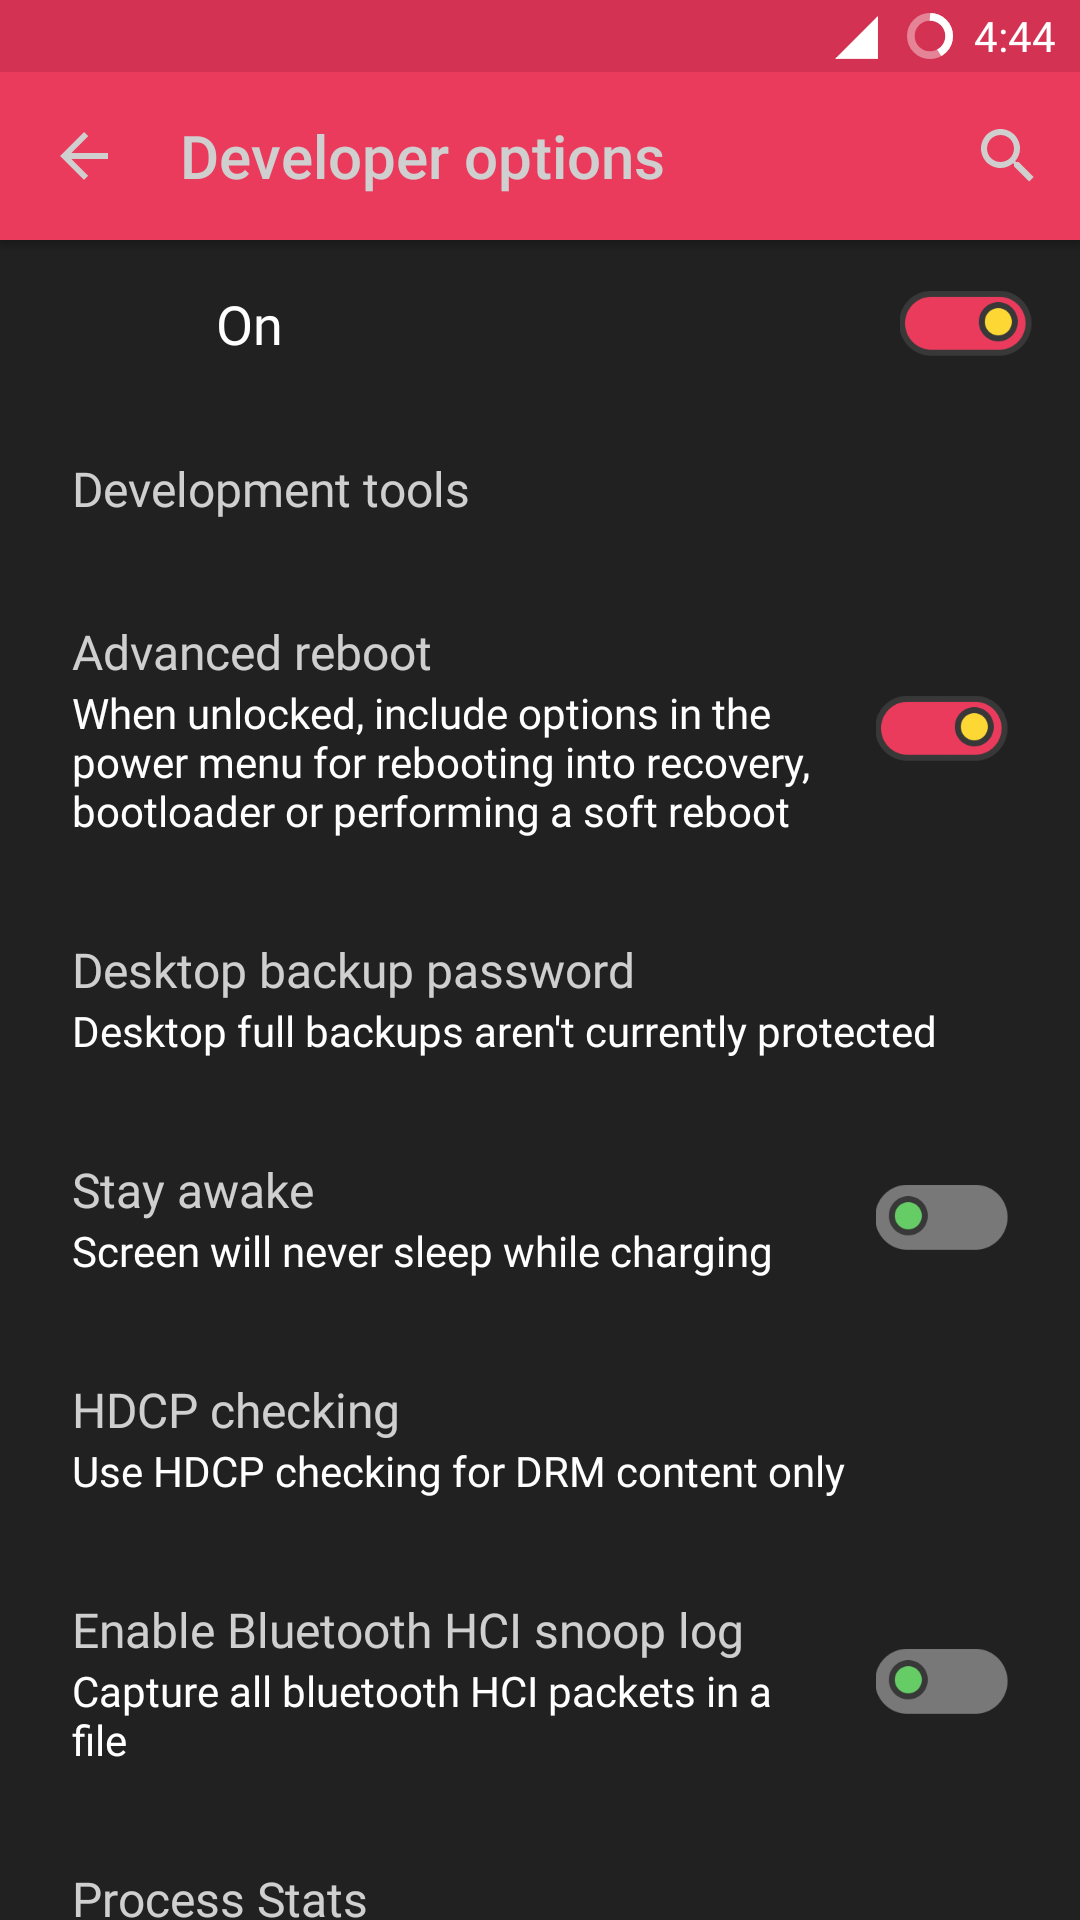 4:44
Developer options
On
Development tools
Advanced reboot
When unlocked, include options in the
power menu for rebooting into recovery,
bootloader or performing a soft reboot
Desktop backup password
Desktop full backups aren't currently protected
Stay awake
Screen will never sleep while charging
HDCP checking
Use HDCP checking for DRM content only
Enable Bluetooth HCI snoop log
Capture all bluetooth HCI packets in a
file
Process Stats